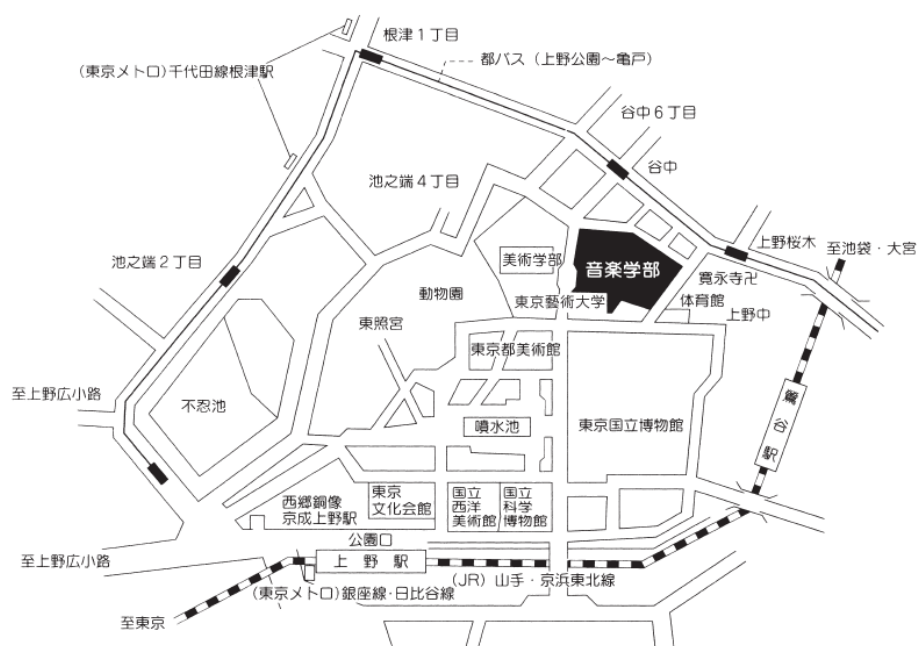 根津１丁目
都バス（上野公園～亀戸）
(東京メトロ)千代田線根津駅
谷中６丁目
谷中
池之端４丁目
上野桜木
至池袋・大宮
池之端２丁目
美術学部
音楽学部
寛永寺卍
動物園
東京藝術大学
体育館
上野中
東照宮
東京都美術館
至上野広小路
不忍池
噴水池
東京国立博物館
鶯谷駅
西郷銅像
京成上野駅
東京
文化会館
国立
西洋
美術館
国立
科学
博物館
公園口
至上野広小路
上野駅
(JR) 山手・京浜東北線
(東京メトロ)銀座線・日比谷線
至東京